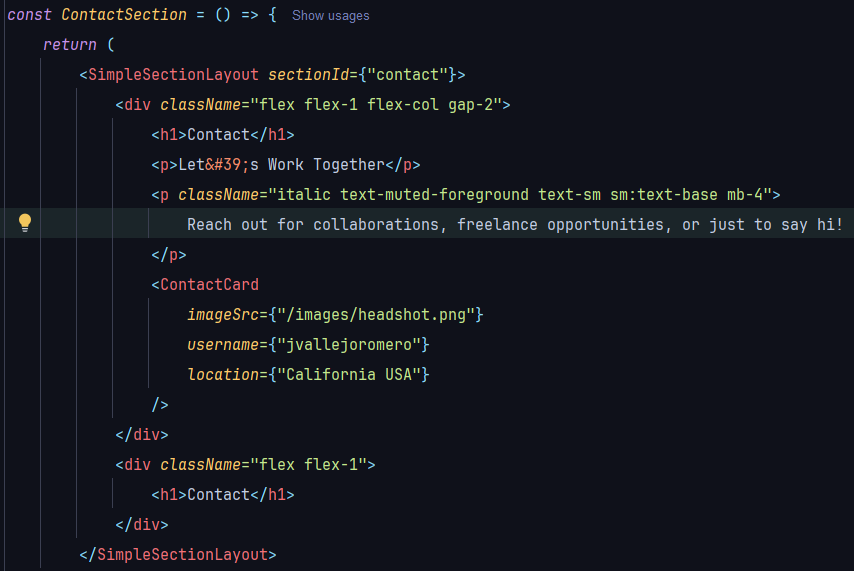 const ContactSection = () => { Show usages
return (
<SimpleSectionLayout sectionId={"contact"}>
<div className="flex flex-1 flex-col gap-2">
<h1>Contact</h1>
<p>Let&#39;s Work Together</p>
<p className="italic text-muted-foreground text-sm sm:text-base mb-4">
Reach out for collaborations, freelance opportunities, or just to say hi!
</p>
<ContactCard
imageSrc={"/images/headshot.png"}
username={"jvallejoromero"}
location={"California USA"}
/>
</div>
<div className="flex flex-1">
<h1>Contact</h1>
</div>
</SimpleSectionLayout>